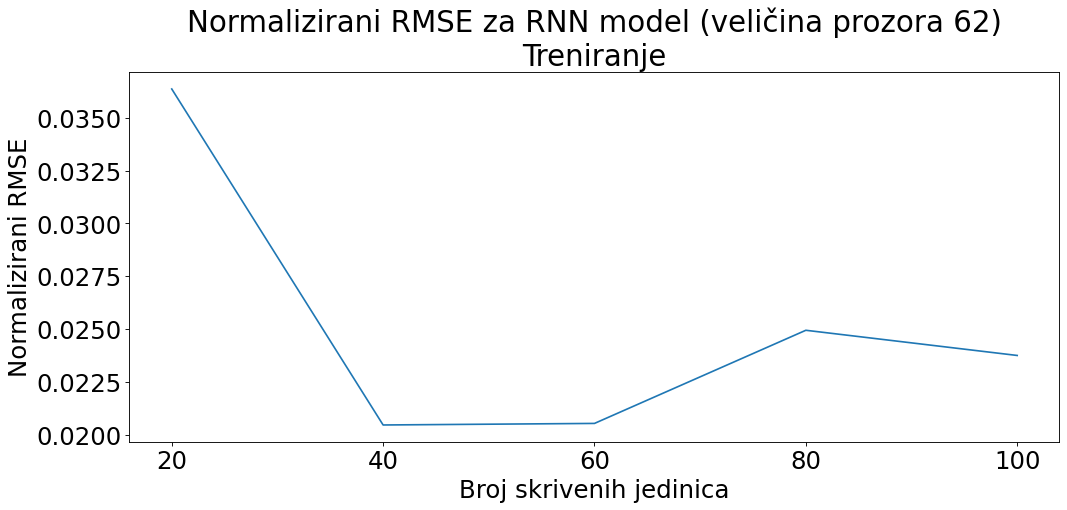 Normalizirani RMSE za RNN model (veličina prozora 62)
Treniranje
Normalizirani RMSE
0.0350
0.0325
0.0300
0.0275
0.0250
0.0225
0.0200
20 40 60 80 100
Broj skrivenih jedinica